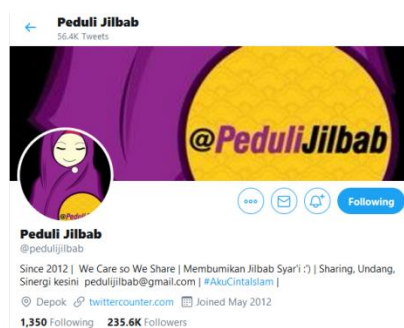 Peduli Jilbab
56.4K Tweets
@PeduliJilbab
@Peduli
Following
Peduli Jilbab
@pedulijilbab
Since 2012 | We Care so We Share | Membumikan Jilbab Syar'i :') | Sharing, Undang,
Sinergi kesini pedulijilbab@gmail.com | #AkuCintaIslam |
Depok twittercounter.com Joined May 2012
1,350 Following 235.6K Followers